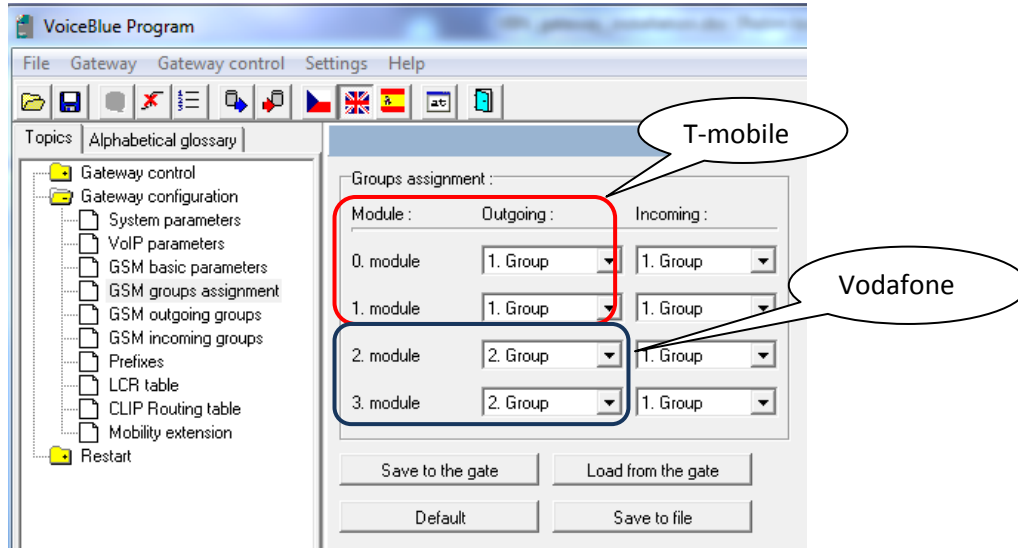 VoiceBlue Program
File Gateway Gateway control Settings Help
at
T-mobile
Topics Alphabetical glossary
Gateway control
Gateway configuration
System parameters
VoIP parameters
GSM basic parameters
GSM groups assignment
GSM outgoing groups
GSM incoming groups
Prefixes
LCR table
CLIP Routing table
Mobility extension
Restart
Groups assignment :
Module : Outgoing : Incoming :
0. module 1. Group 1. Group
1. module 1. Group 1. Group
2. module 2. Group 1. Group
3. module 2. Group 1. Group
Vodafone
Save to the gate Load from the gate
Default Save to file